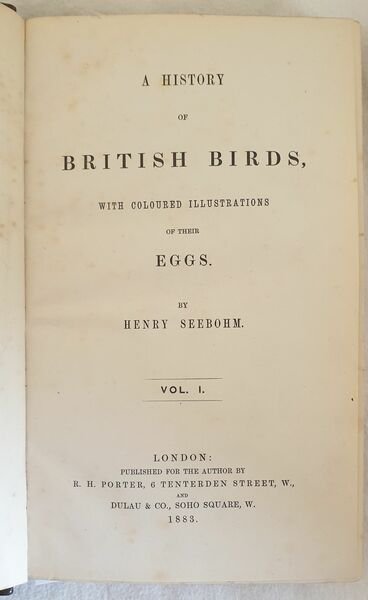 A HISTORY
OF
BRITISH BIRDS,
WITH COLOURED ILLUSTRATIONS
OF THEIR
EGGS.
BY
HENRY SEEBOHM.
VOL. I.
LONDON:
PUBLISHED FOR THE AUTHOR BY
R. H. PORTER, 6 TENTERDEN STREET, W.,
AND
DULAU & CO., SOHO SQUARE, W.
1883.